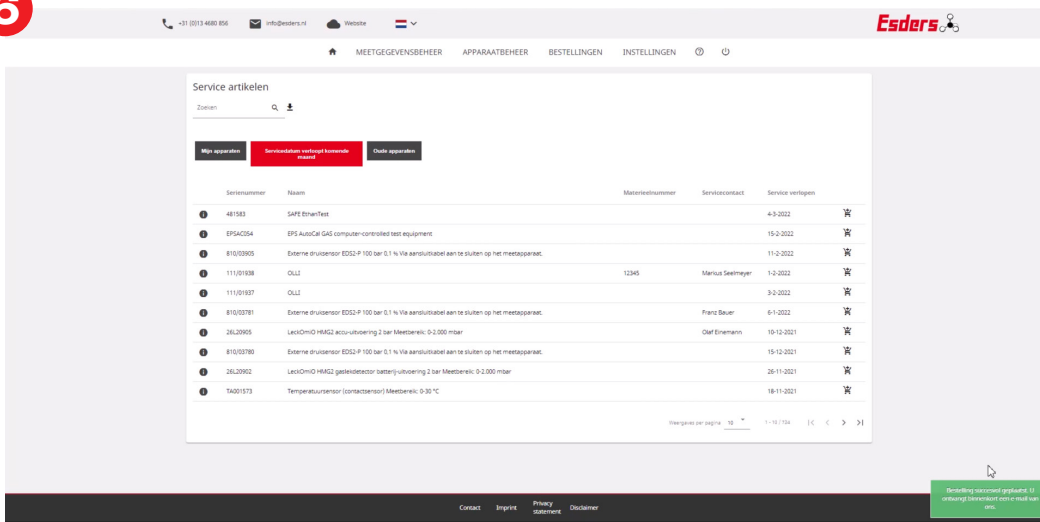 6
+31 (0)13 4680 856 info@esders.nl Website Esders
MEETGEGEVENSBEHEER APPARAATBEHEER BESTELLINGEN INSTELLINGEN
Service artikelen
Zoeken
Mijn apparaten Servicedatum verloopt komende maand Oude apparaten
Serienummer Naam Materieelnummer Servicecontact Service verlopen
481583 SAFE EthanTest 4-3-2022
EPSAC054 EPS AutoCal GAS computer-controlled test equipment 15-2-2022
810/03905 Externe druksensor EDS2-P 100 bar 0,1 % Via aansluitkabel aan te sluiten op het meetapparaat. 11-2-2022
111/01938 OLLI 12345 Markus Seelmeyer 1-2-2022
111/01937 OLLI 3-2-2022
810/03781 Externe druksensor EDS2-P 100 bar 0,1 % Via aansluitkabel aan te sluiten op het meetapparaat. Franz Bauer 6-1-2022
26L20905 LeckOmiO HMG2 accu-uitvoering 2 bar Meetbereik: 0-2.000 mbar Olaf Einemann 10-12-2021
810/03780 Externe druksensor EDS2-P 100 bar 0,1 % Via aansluitkabel aan te sluiten op het meetapparaat. 15-12-2021
26L20902 LeckOmiO HMG2 gaslekdetector batterij-uitvoering 2 bar Meetbereik: 0-2.000 mbar 26-11-2021
TA001573 Temperatuursensor (contactsensor) Meetbereik: 0-30 °C 18-11-2021
Weergaves per pagina 10 1 - 10 / 734
Bestelling succesvol geplaatst. U
ontvangt binnenkort een e-mail van
ons.
Contact Imprint Privacy statement Disclaimer